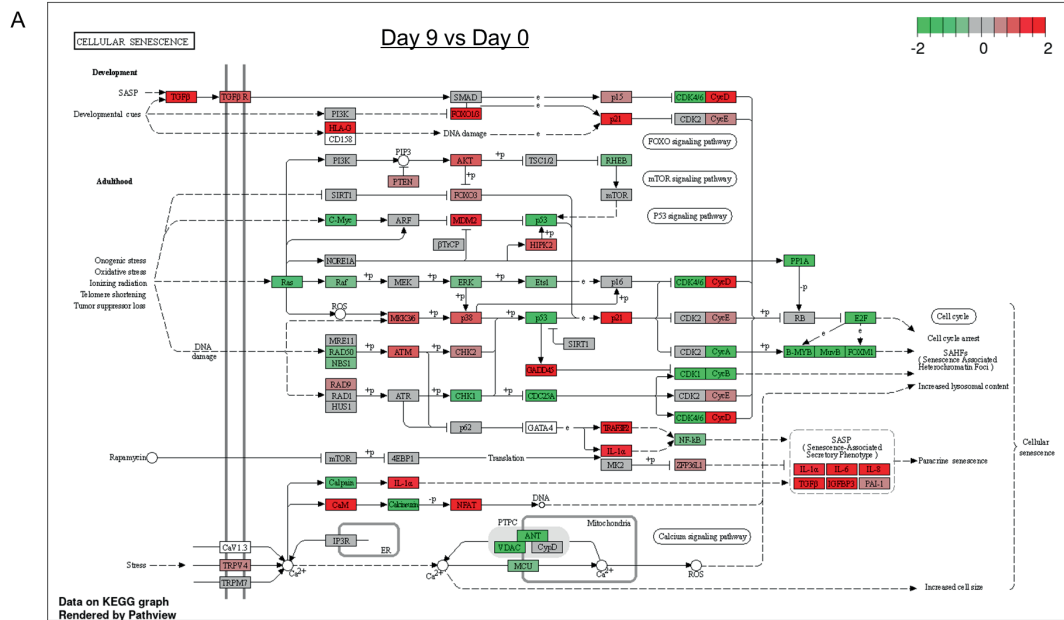 A
CELLULAR SENESCENCE
Day 9 vs Day 0
-2 0 2
Development
SASP
TGFβ
TGFβ R
SMAD
e
p15
CDK4/6 CycD
Developmental cues
PI3K
FOXO1/3
e
p21
CDK2 CycE
HLA-G
CD158
DNA damage
e
FOXO signaling pathway
PI3K
PIP3
AKT
+p
TSC1/2
RHEB
PTEN
+p
mTOR signaling pathway
Adulthood
SIRT1
FOXO3
mTOR
C-Myc
ARF
MDM2
p53
P53 signaling pathway
βTrCP
+p
HIPK2
Onogenic stress
Oxidative stress
Ionizing radiation
Telomere shortening
Tumor suppressor loss
NORE1A
PP1A
Ras
Raf
+p
MEK
+p
ERK
+p
Ets1
e
p16
CDK4/6 CycD
-p
ROS
+p
+p
MKK3/6
+p
p38
+p
p53
e
p21
CDK2 CycE
+p
RB
E2F
Cell cycle
e
e
Cell cycle arrest
DNA
damage
MRE11
RAD50
NBS1
+p
ATM
+p
CHK2
SIRT1
CDK2 CycA
+p
B-MYB MuvB FOXM1
SAHFs
( Senescence Associated
Heterochromatin Foci )
GADD45
CDK1 CycB
RAD9
RAD1
HUS1
ATR
+p
CHK1
+p
CDC25A
CDK2 CycE
Increased lysosomal content
CDK4/6 CycD
p62
GATA4
e
TRAF3IP2
NF-kB
IL-1α
SASP
( Senescence-Associated
Secretory Phenotype )
Cellular
senescence
Rapamyrin
mTOR
+p
4EBP1
Translation
MK2
+p
ZFP36L1
IL-1α IL-6 IL-8
TGFβ IGFBP3 PAI-1
Paracrine senescence
Calpain
IL-1α
CaM
Calcineurin
-p
NFAT
DNA
PTPC
Mitochondria
IP3R
ER
ANT
VDAC CypD
Calcium signaling pathway
CaV1.3
Stress
TRPV4
Ca2+
Ca2+
MCU
Ca2+
ROS
TRPM7
Increased cell size
Data on KEGG graph
Rendered by Pathview